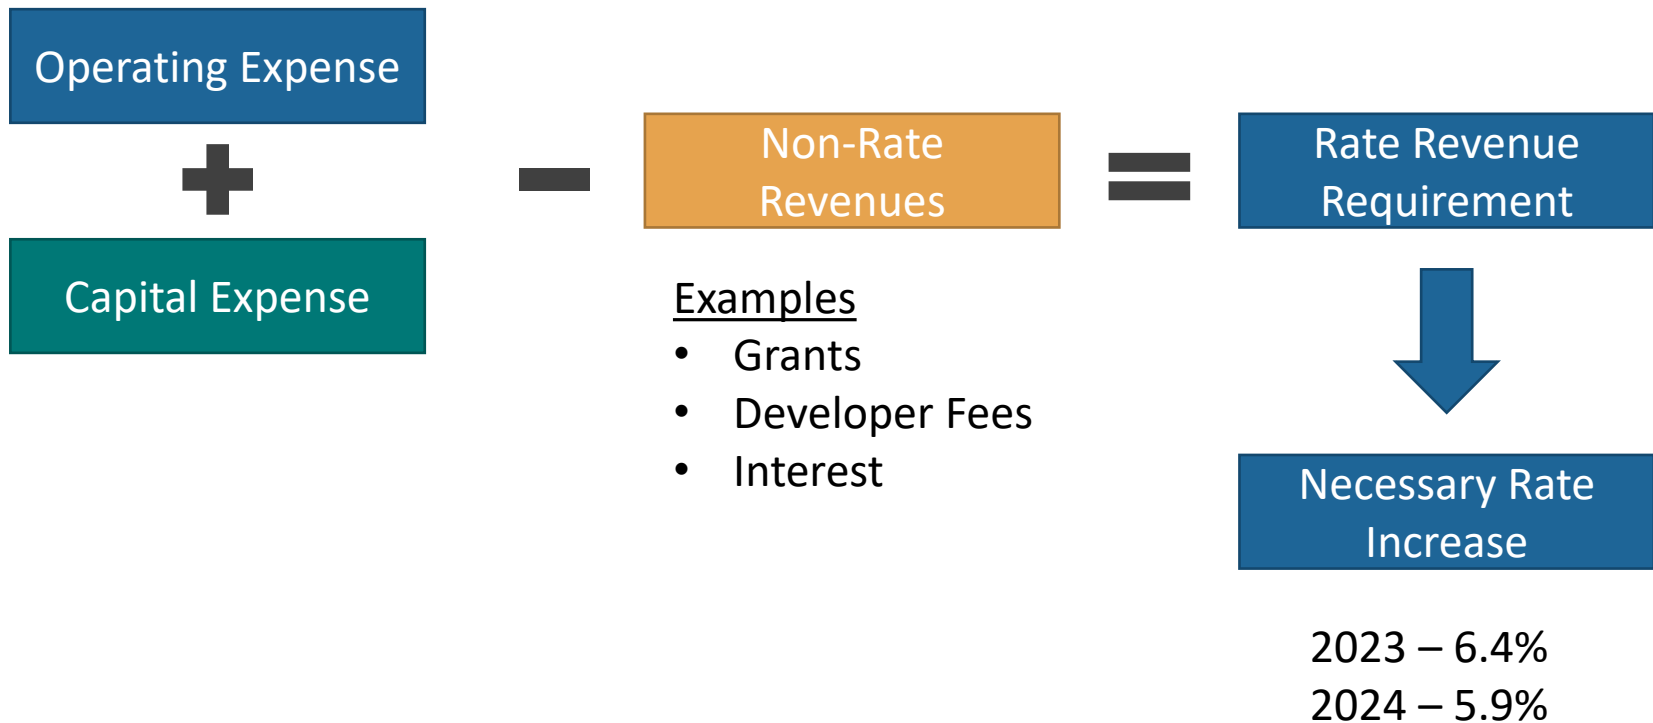 Operating Expense
Capital Expense
Non-Rate
Revenues
Examples
• Grants
• Developer Fees
• Interest
Rate Revenue
Requirement
Necessary Rate
Increase
2023 – 6.4%
2024 – 5.9%